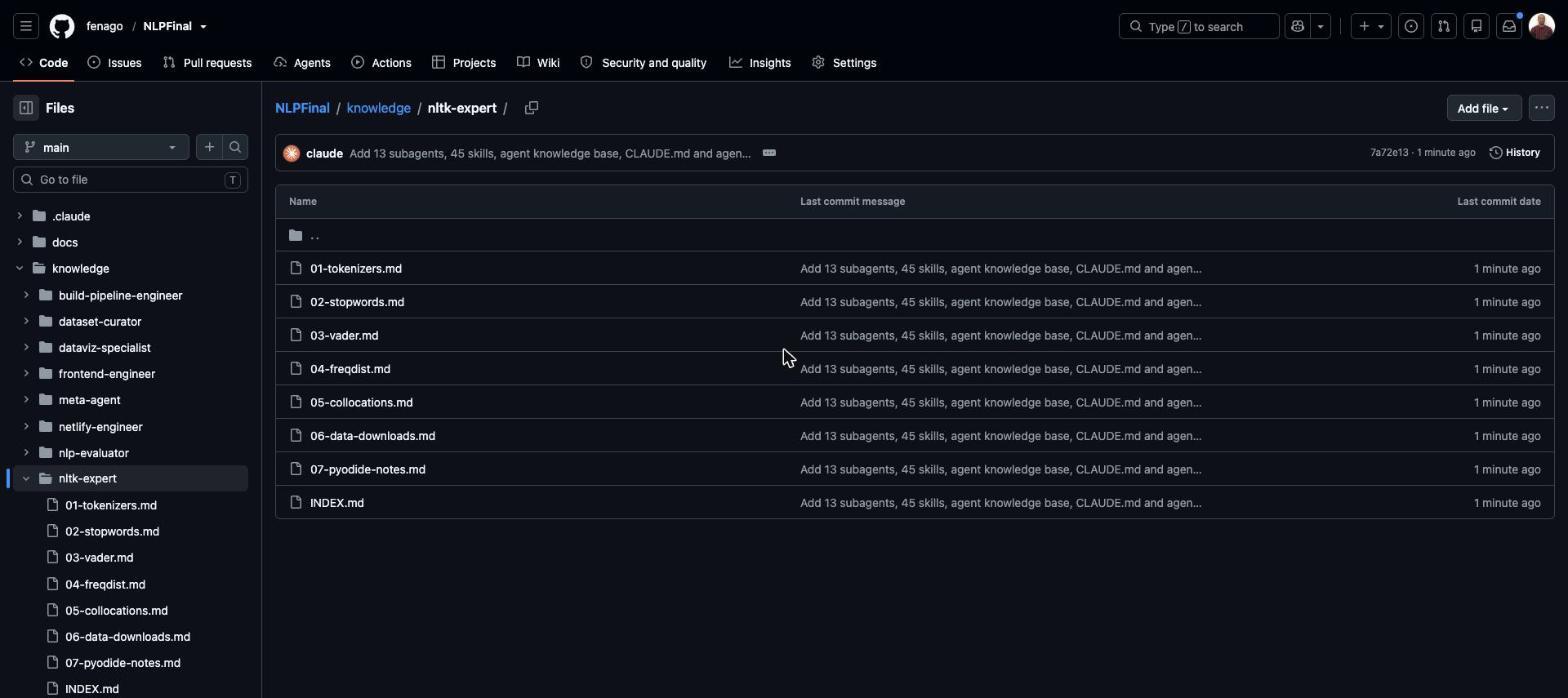 fenago / NLPFinal
Type / to search
Code
Issues
Pull requests
Agents
Actions
Projects
Wiki
Security and quality
Insights
Settings
Files
main
Go to file
T
.claude
docs
knowledge
build-pipeline-engineer
dataset-curator
dataviz-specialist
frontend-engineer
meta-agent
netlify-engineer
nlp-evaluator
nltk-expert
01-tokenizers.md
02-stopwords.md
03-vader.md
04-freqdist.md
05-collocations.md
06-data-downloads.md
07-pyodide-notes.md
INDEX.md
NLPFinal / knowledge / nltk-expert /
Add file
claude Add 13 subagents, 45 skills, agent knowledge base, CLAUDE.md and agen...
7a72e13 · 1 minute ago
History
Name Last commit message Last commit date
..
01-tokenizers.md Add 13 subagents, 45 skills, agent knowledge base, CLAUDE.md and agen... 1 minute ago
02-stopwords.md Add 13 subagents, 45 skills, agent knowledge base, CLAUDE.md and agen... 1 minute ago
03-vader.md Add 13 subagents, 45 skills, agent knowledge base, CLAUDE.md and agen... 1 minute ago
04-freqdist.md Add 13 subagents, 45 skills, agent knowledge base, CLAUDE.md and agen... 1 minute ago
05-collocations.md Add 13 subagents, 45 skills, agent knowledge base, CLAUDE.md and agen... 1 minute ago
06-data-downloads.md Add 13 subagents, 45 skills, agent knowledge base, CLAUDE.md and agen... 1 minute ago
07-pyodide-notes.md Add 13 subagents, 45 skills, agent knowledge base, CLAUDE.md and agen... 1 minute ago
INDEX.md Add 13 subagents, 45 skills, agent knowledge base, CLAUDE.md and agen... 1 minute ago